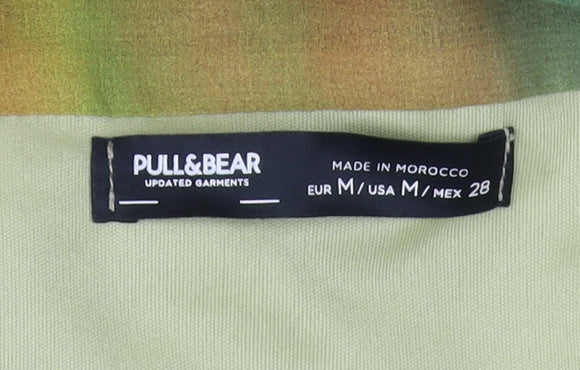 PULL&BEAR
UPDATED GARMENTS
MADE IN MOROCCO
EUR M / USA M / MEX 28